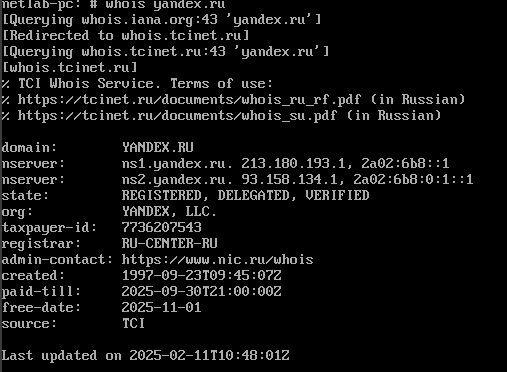 netlab-pc: # whois yandex.ru
[Querying whois.iana.org:43 'yandex.ru']
[Redirected to whois.tcinet.ru]
[Querying whois.tcinet.ru:43 'yandex.ru']
[whois.tcinet.ru]
% TCI Whois Service. Terms of use:
% https://tcinet.ru/documents/whois_ru_rf.pdf (in Russian)
% https://tcinet.ru/documents/whois_su.pdf (in Russian)

domain:        YANDEX.RU
nserver:       ns1.yandex.ru. 213.180.193.1, 2a02:6b8::1
nserver:       ns2.yandex.ru. 93.158.134.1, 2a02:6b8:0:1::1
state:         REGISTERED, DELEGATED, VERIFIED
org:           YANDEX, LLC.
taxpayer-id:   7736207543
registrar:     RU-CENTER-RU
admin-contact: https://www.nic.ru/whois
created:       1997-09-23T09:45:07Z
paid-till:     2025-09-30T21:00:00Z
free-date:     2025-11-01
source:        TCI

Last updated on 2025-02-11T10:48:01Z